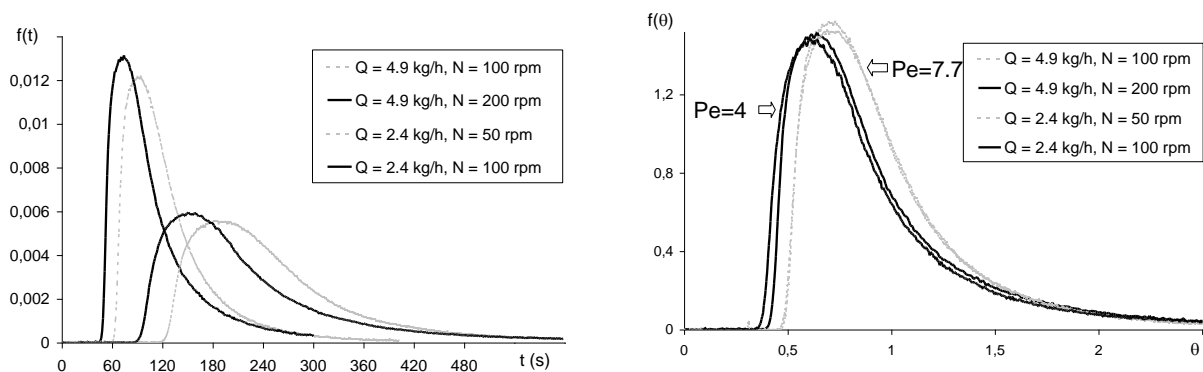 f(t)
0,012
0,01
0,008
0,006
0,004
0,002
0
0 60 120 180 240 300 360 420 480
t (s)
Q = 4.9 kg/h, N = 100 rpm
Q = 4.9 kg/h, N = 200 rpm
Q = 2.4 kg/h, N = 50 rpm
Q = 2.4 kg/h, N = 100 rpm
f(θ)
1,2
0,8
0,4
0
0 0,5 1 1,5 2
θ
Pe=4
Pe=7.7
Q = 4.9 kg/h, N = 100 rpm
Q = 4.9 kg/h, N = 200 rpm
Q = 2.4 kg/h, N = 50 rpm
Q = 2.4 kg/h, N = 100 rpm